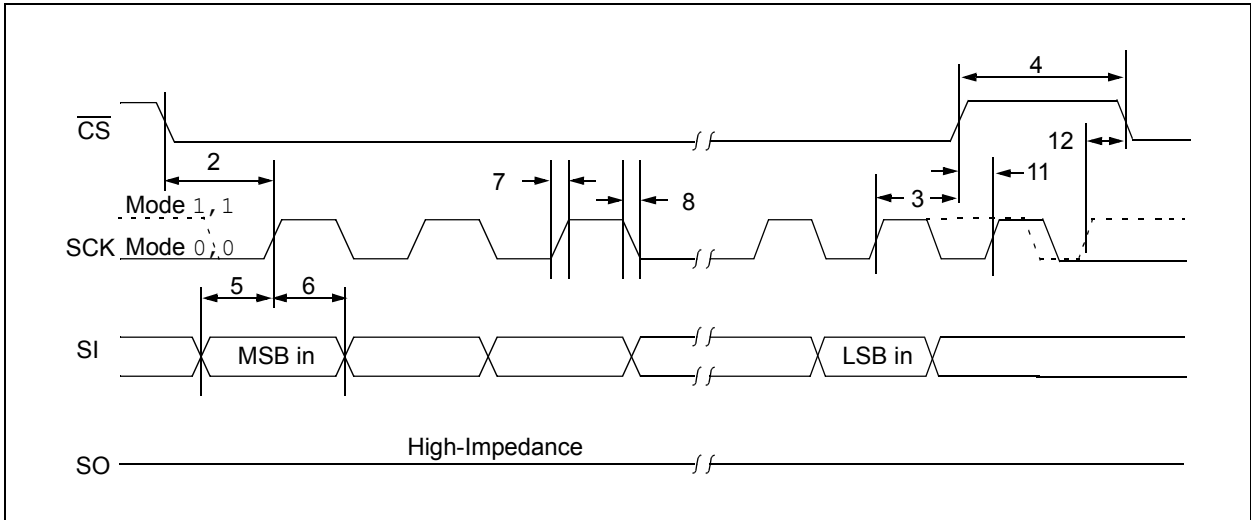 4
CS
12
2
11
7
8
3
Mode 1,1
SCK Mode 0,0
5
6
SI
MSB in
LSB in
High-Impedance
SO